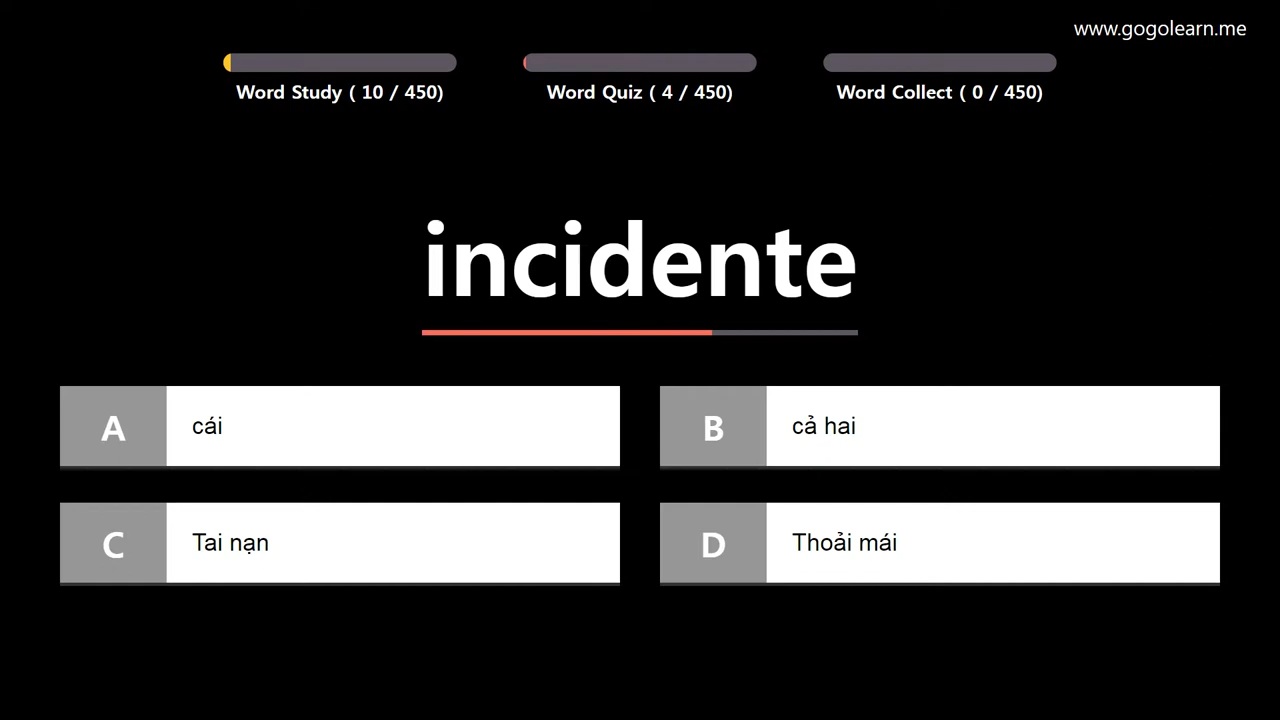 www.gogolearn.me
Word Study ( 10 / 450)
Word Quiz ( 4 / 450)
Word Collect ( 0 / 450)
incidente
A cái
B cả hai
C Tai nạn
D Thoải mái